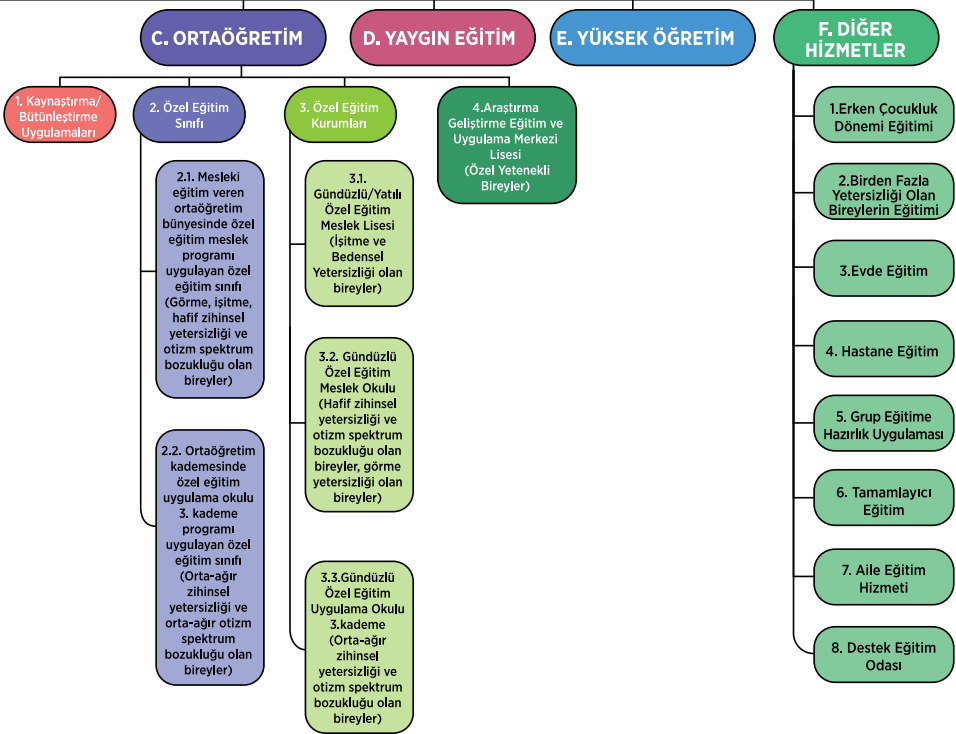 C. ORTAÖĞRETİM
D. YAYGIN EĞİTİM
E. YÜKSEK ÖĞRETİM
F. DİĞER
HİZMETLER
1. Kaynaştırma/
Bütünleştirme
Uygulamaları
2. Özel Eğitim
Sınıfı
2.1. Mesleki
eğitim veren
ortaöğretim
bünyesinde özel
eğitim meslek
programı
uygulayan özel
eğitim sınıfı
(Görme, işitme,
hafif zihinsel
yetersizliği ve
otizm spektrum
bozukluğu olan
bireyler)
2.2. Ortaöğretim
kademesinde
özel eğitim
uygulama okulu
3. kademe
programı
uygulayan özel
eğitim sınıfı
(Orta-ağır
zihinsel
yetersizliği ve
orta-ağır otizm
spektrum
bozukluğu olan
bireyler)
3. Özel Eğitim
Kurumları
3.1.
Gündüzlü/Yatılı
Özel Eğitim
Meslek Lisesi
(İşitme ve
Bedensel
Yetersizliği olan
bireyler)
3.2. Gündüzlü
Özel Eğitim
Meslek Okulu
(Hafif zihinsel
yetersizliği ve
otizm spektrum
bozukluğu olan
bireyler, görme
yetersizliği olan
bireyler)
3.3.Gündüzlü
Özel Eğitim
Uygulama Okulu
3.kademe
(Orta-ağır
zihinsel
yetersizliği ve
otizm spektrum
bozukluğu olan
bireyler)
4.Araştırma
Geliştirme Eğitim ve
Uygulama Merkezi
Lisesi
(Özel Yetenekli
Bireyler)
1.Erken Çocukluk
Dönemi Eğitimi
2.Birden Fazla
Yetersizliği Olan
Bireylerin Eğitimi
3.Evde Eğitim
4. Hastane Eğitim
5. Grup Eğitime
Hazırlık Uygulaması
6. Tamamlayıcı
Eğitim
7. Aile Eğitim
Hizmeti
8. Destek Eğitim
Odası